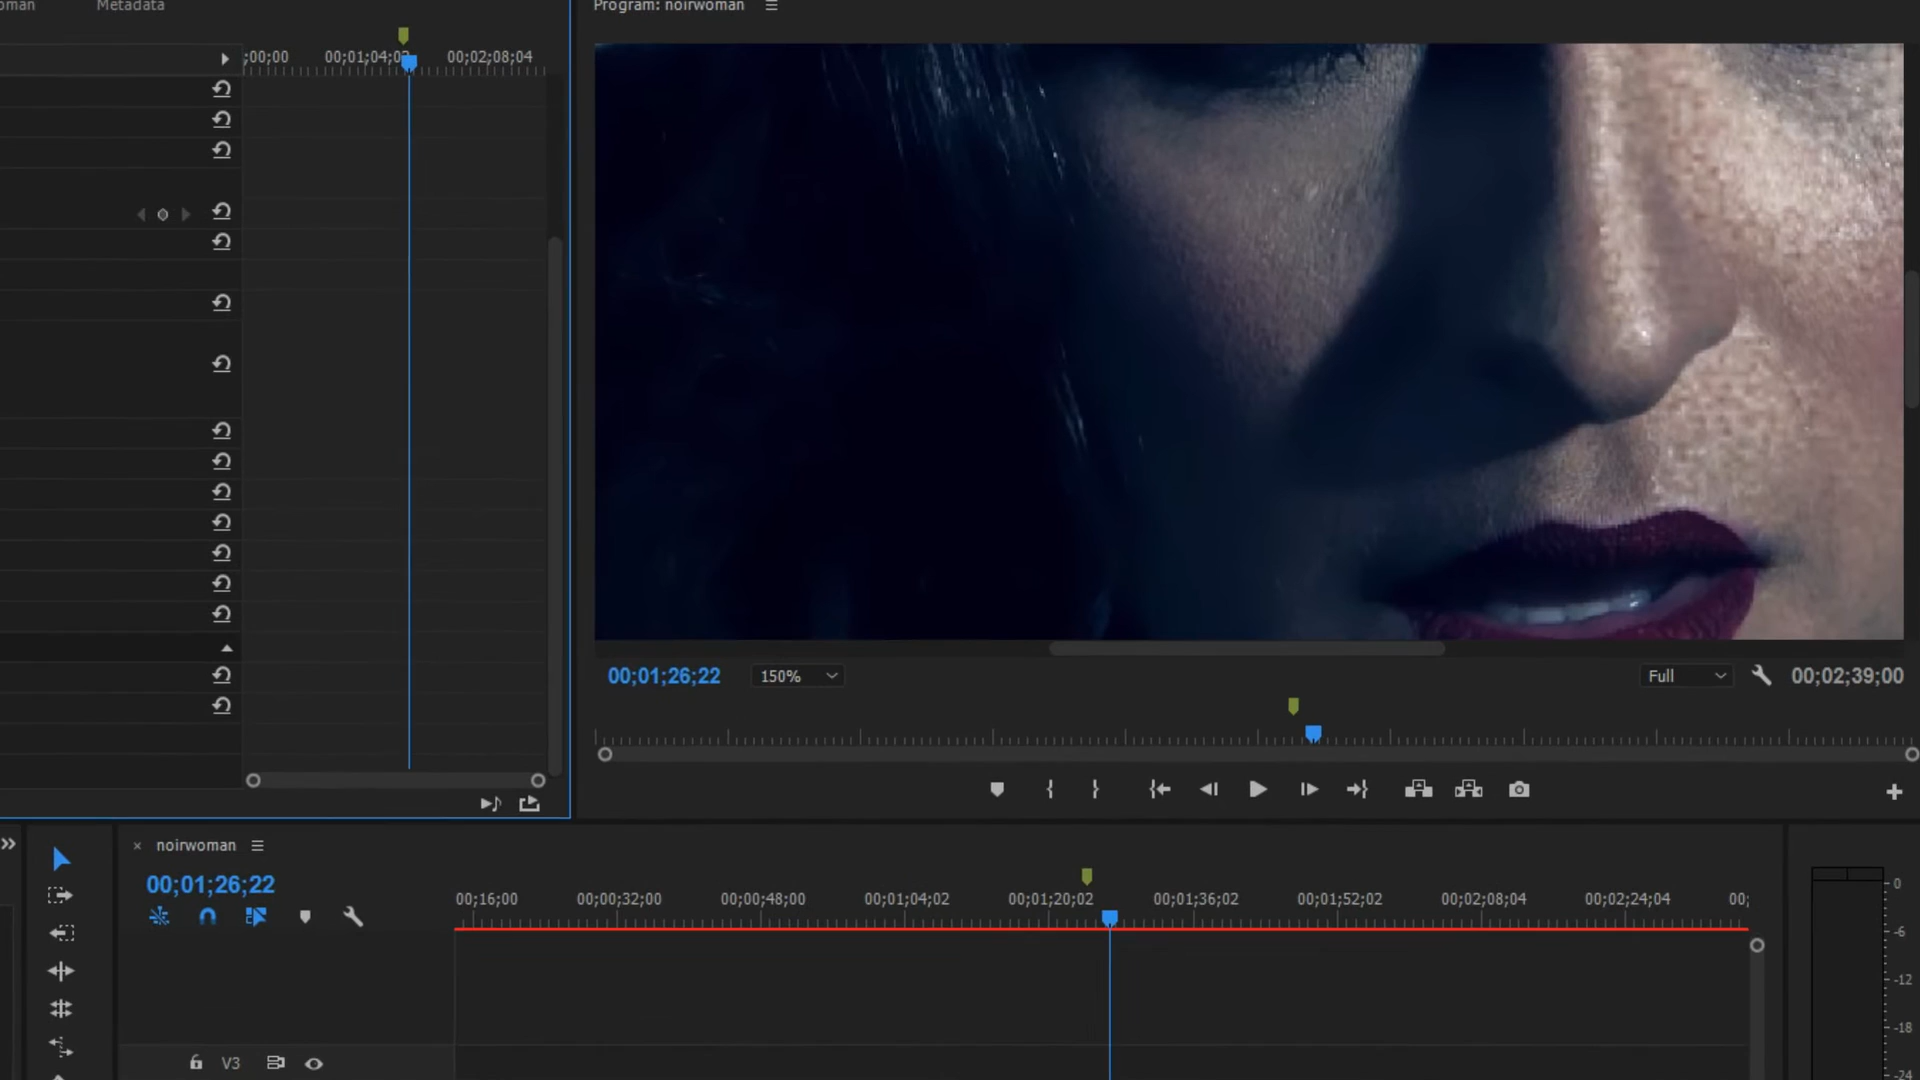 Metadata
Program: noirwoman
;00;00 00;01;04;02 00;02;08;04
00;01;26;22 150% Full 00;02;39;00
noirwoman
00;01;26;22
00;16;00 00;00;32;00 00;00;48;00 00;01;04;02 00;01;20;02 00;01;36;02 00;01;52;02 00;02;08;04 00;02;24;04 00;
0
-6
-12
-18
-24
V3